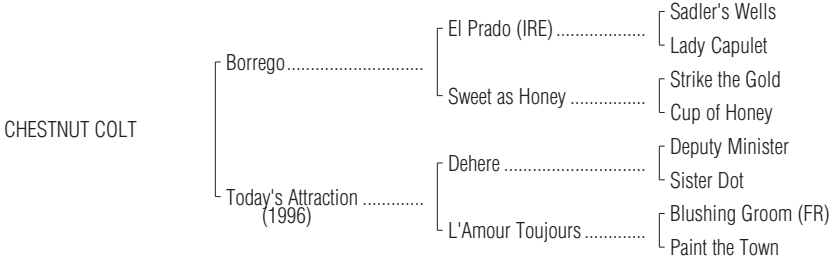 Sadler's Wells
El Prado (IRE) ...................
Lady Capulet
Borrego.............................
Strike the Gold
Sweet as Honey ................
Cup of Honey
CHESTNUT COLT
Deputy Minister
Dehere ..............................
Sister Dot
Today's Attraction .............
(1996)
Blushing Groom (FR)
L'Amour Toujours .............
Paint the Town